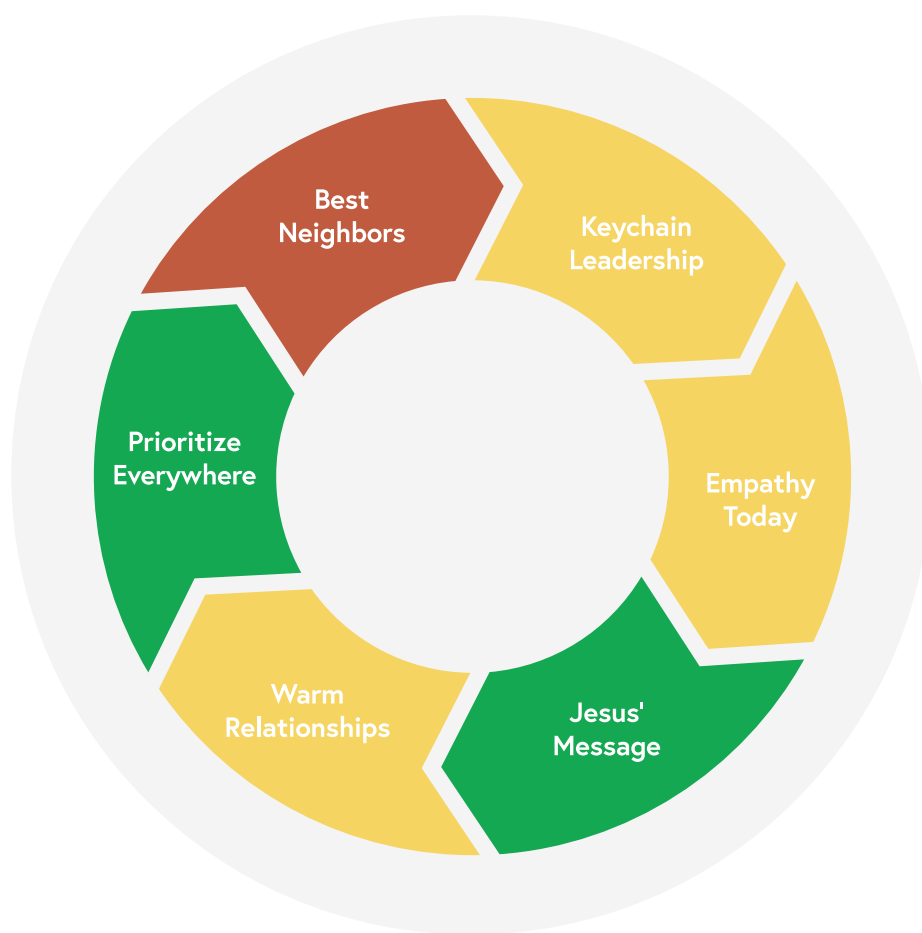 Best
Neighbors
Keychain
Leadership
Empathy
Today
Jesus'
Message
Warm
Relationships
Prioritize
Everywhere